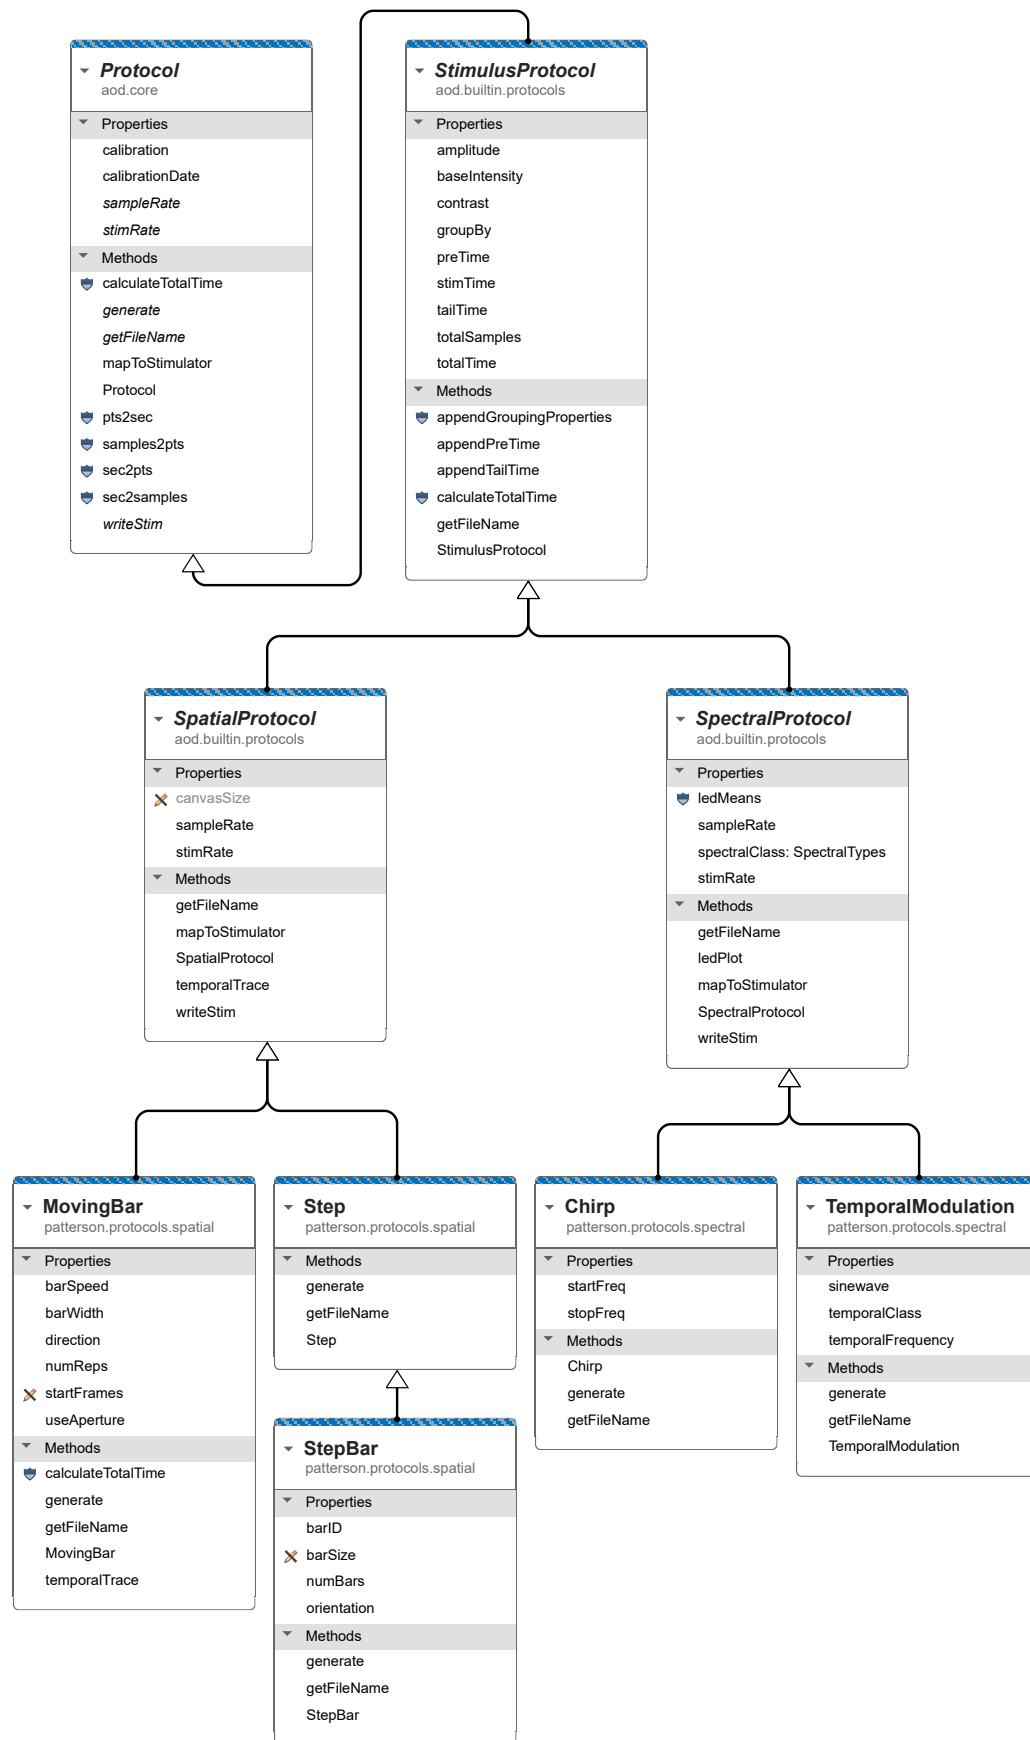 Protocol
aod.core
Properties
calibration
calibrationDate
sampleRate
stimRate
Methods
calculateTotalTime
generate
getFileName
mapToStimulator
Protocol
pts2sec
samples2pts
sec2pts
sec2samples
writeStim
StimulusProtocol
aod.builtin.protocols
Properties
amplitude
baseIntensity
contrast
groupBy
preTime
stimTime
tailTime
totalSamples
totalTime
Methods
appendGroupingProperties
appendPreTime
appendTailTime
calculateTotalTime
getFileName
StimulusProtocol
SpatialProtocol
aod.builtin.protocols
Properties
canvasSize
sampleRate
stimRate
Methods
getFileName
mapToStimulator
SpatialProtocol
temporalTrace
writeStim
SpectralProtocol
aod.builtin.protocols
Properties
ledMeans
sampleRate
spectralClass: SpectralTypes
stimRate
Methods
getFileName
ledPlot
mapToStimulator
SpectralProtocol
writeStim
MovingBar
patterson.protocols.spatial
Properties
barSpeed
barWidth
direction
numReps
startFrames
useAperture
Methods
calculateTotalTime
generate
getFileName
MovingBar
temporalTrace
Step
patterson.protocols.spatial
Methods
generate
getFileName
Step
StepBar
patterson.protocols.spatial
Properties
barID
barSize
numBars
orientation
Methods
generate
getFileName
StepBar
Chirp
patterson.protocols.spectral
Properties
startFreq
stopFreq
Methods
Chirp
generate
getFileName
TemporalModulation
patterson.protocols.spectral
Properties
sinewave
temporalClass
temporalFrequency
Methods
generate
getFileName
TemporalModulation